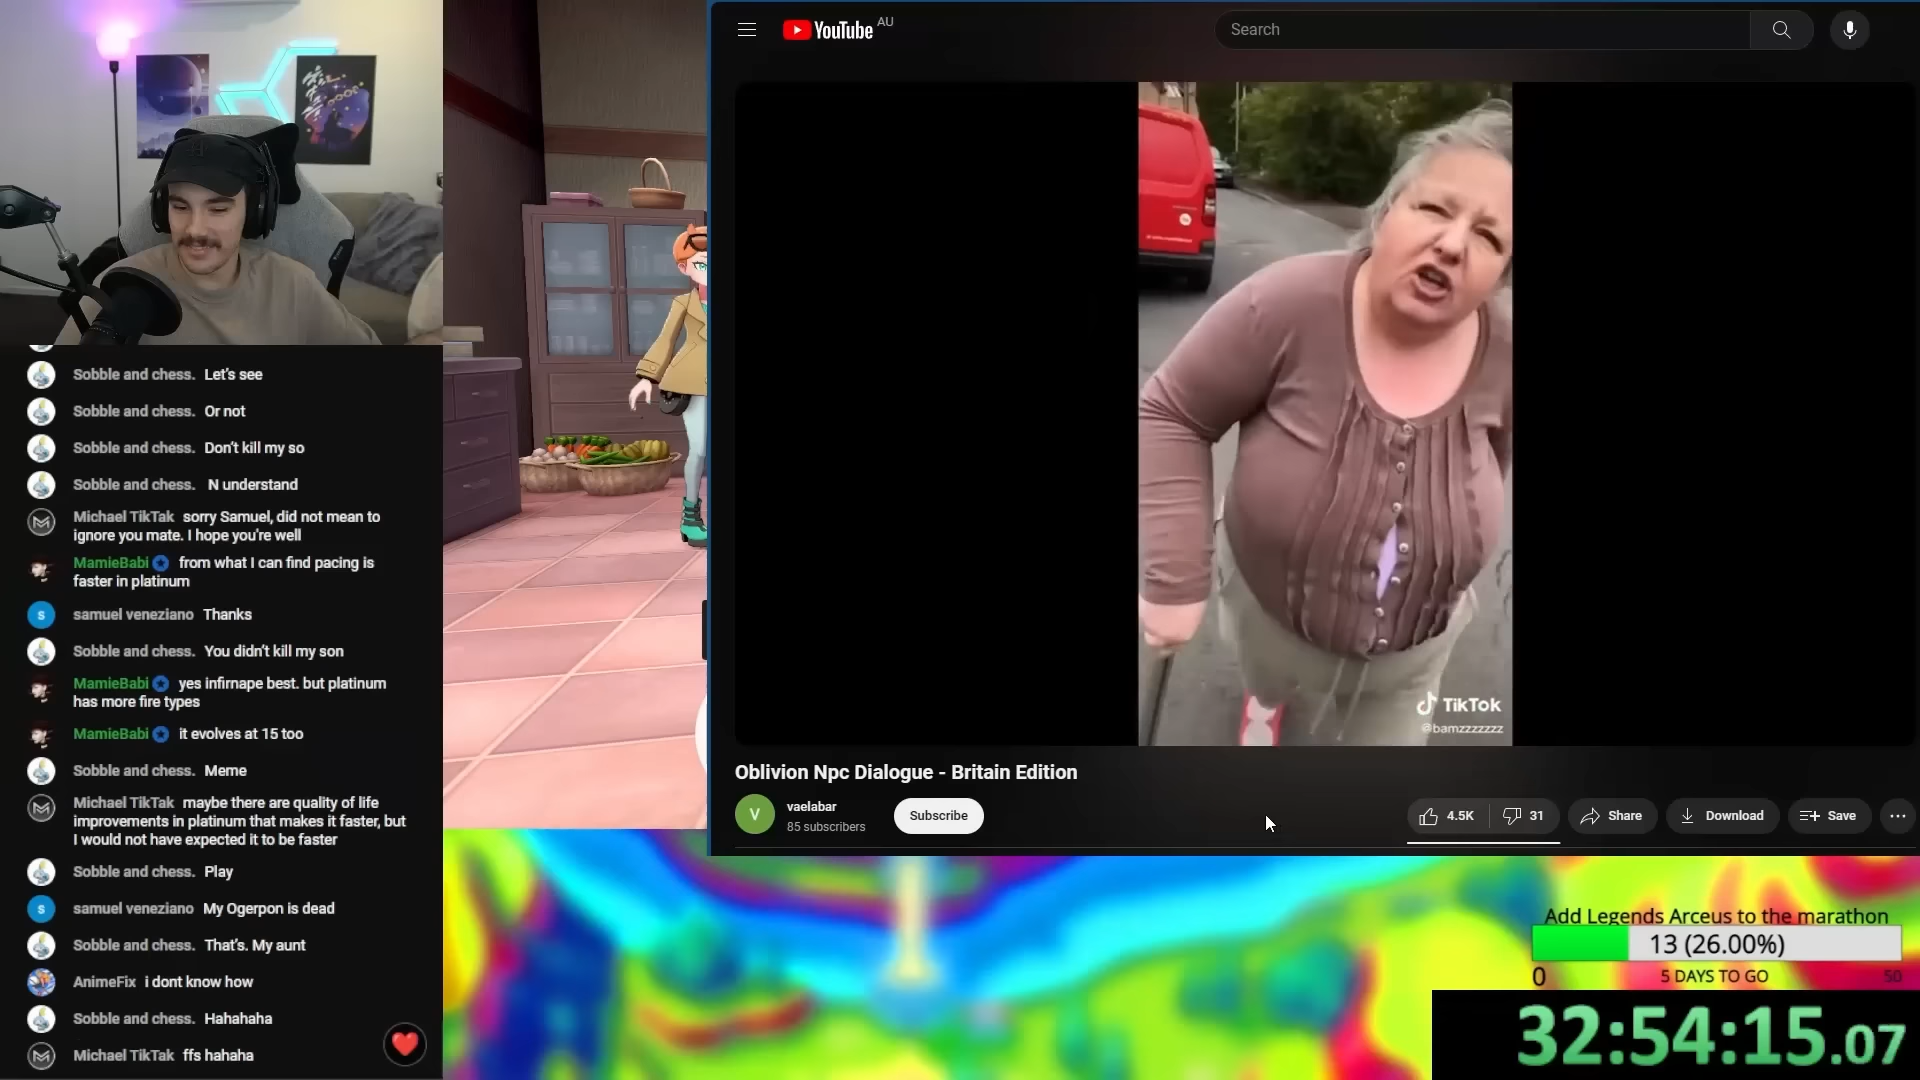 YouTube AU
Search
Sobble and chess. Let's see
Sobble and chess. Or not
Sobble and chess. Don't kill my so
Sobble and chess. N understand
Michael TikTak sorry Samuel, did not mean to
ignore you mate. I hope you're well
MamieBabi from what I can find pacing is
faster in platinum
samuel veneziano Thanks
Sobble and chess. You didn't kill my son
MamieBabi yes infirnape best. but platinum
has more fire types
MamieBabi it evolves at 15 too
Sobble and chess. Meme
Michael TikTak maybe there are quality of life
improvements in platinum that makes it faster, but
I would not have expected it to be faster
Sobble and chess. Play
s samuel veneziano My Ogerpon is dead
Sobble and chess. That's. My aunt
AnimeFix i dont know how
Sobble and chess. Hahahaha
Michael TikTak ffs hahaha
TikTok
@bamzzzzzzz
Oblivion Npc Dialogue - Britain Edition
V
vaelabar
85 subscribers
Subscribe
4.5K
31
Share
Download
Save
Add Legends Arceus to the marathon
13 (26.00%)
0 5 DAYS TO GO 50
32:54:15.07